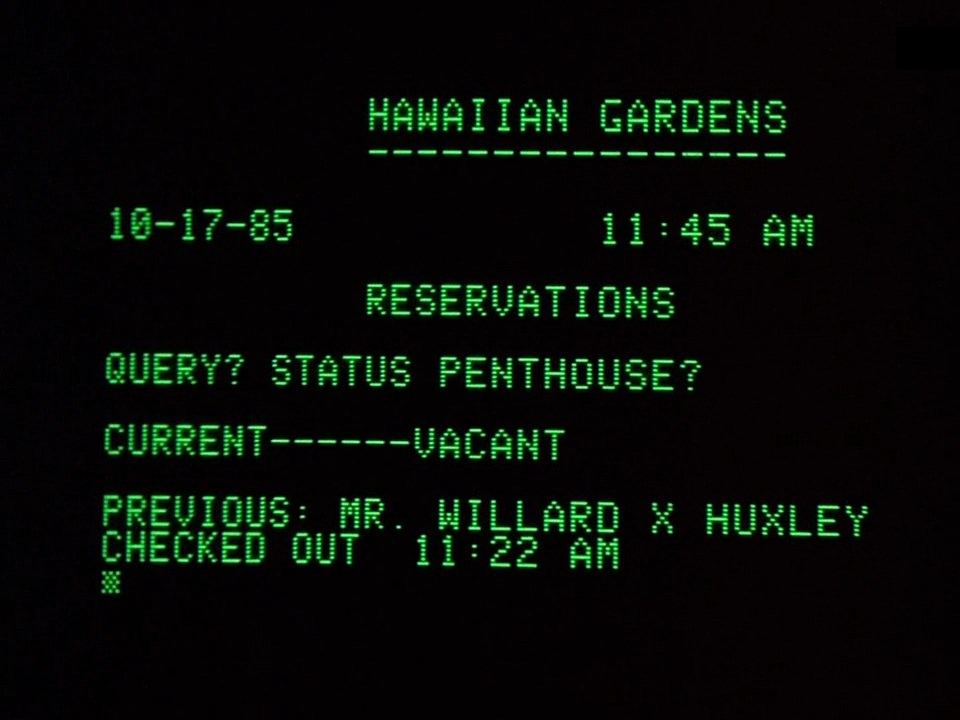 HAWAIIAN GARDENS
----------------
10-17-85 11:45 AM
RESERVATIONS
QUERY? STATUS PENTHOUSE?
CURRENT------VACANT
PREVIOUS: MR. WILLARD X HUXLEY
CHECKED OUT 11:22 AM